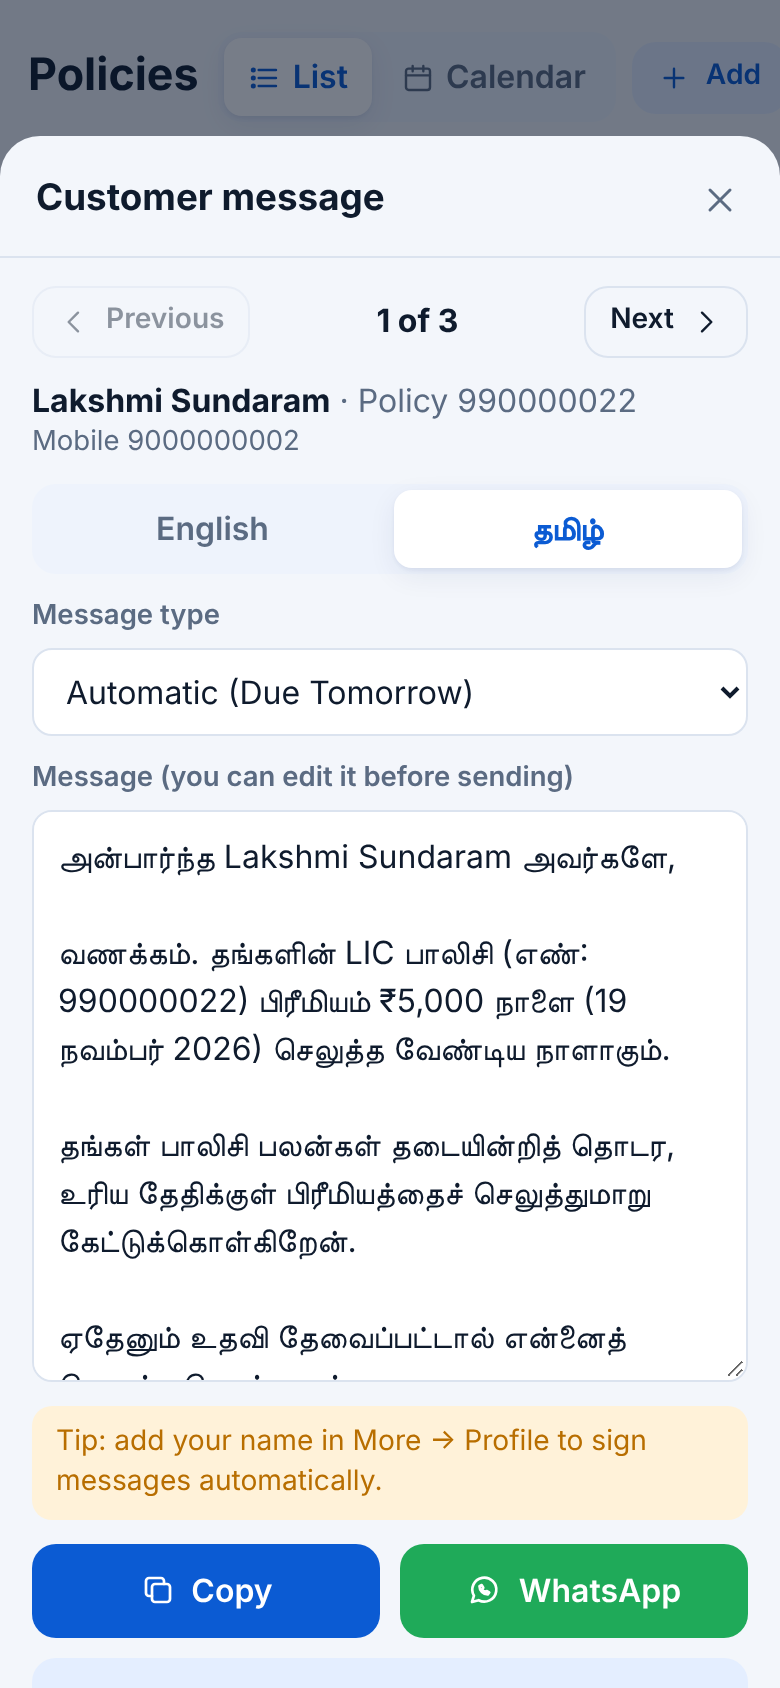 Policies
List
Calendar
+ Add
Customer message
Previous
1 of 3
Next
Lakshmi Sundaram · Policy 990000022
Mobile 9000000002
English
தமிழ்
Message type
Automatic (Due Tomorrow)
Message (you can edit it before sending)
அன்பார்ந்த Lakshmi Sundaram அவர்களே,
வணக்கம். தங்களின் LIC பாலிசி (எண்:
990000022) பிரீமியம் ₹5,000 நாளை (19
நவம்பர் 2026) செலுத்த வேண்டிய நாளாகும்.
தங்கள் பாலிசி பலன்கள் தடையின்றித் தொடர,
உரிய தேதிக்குள் பிரீமியத்தைச் செலுத்துமாறு
கேட்டுக்கொள்கிறேன்.
ஏதேனும் உதவி தேவைப்பட்டால் என்னைத்
Tip: add your name in More → Profile to sign
messages automatically.
Copy
WhatsApp